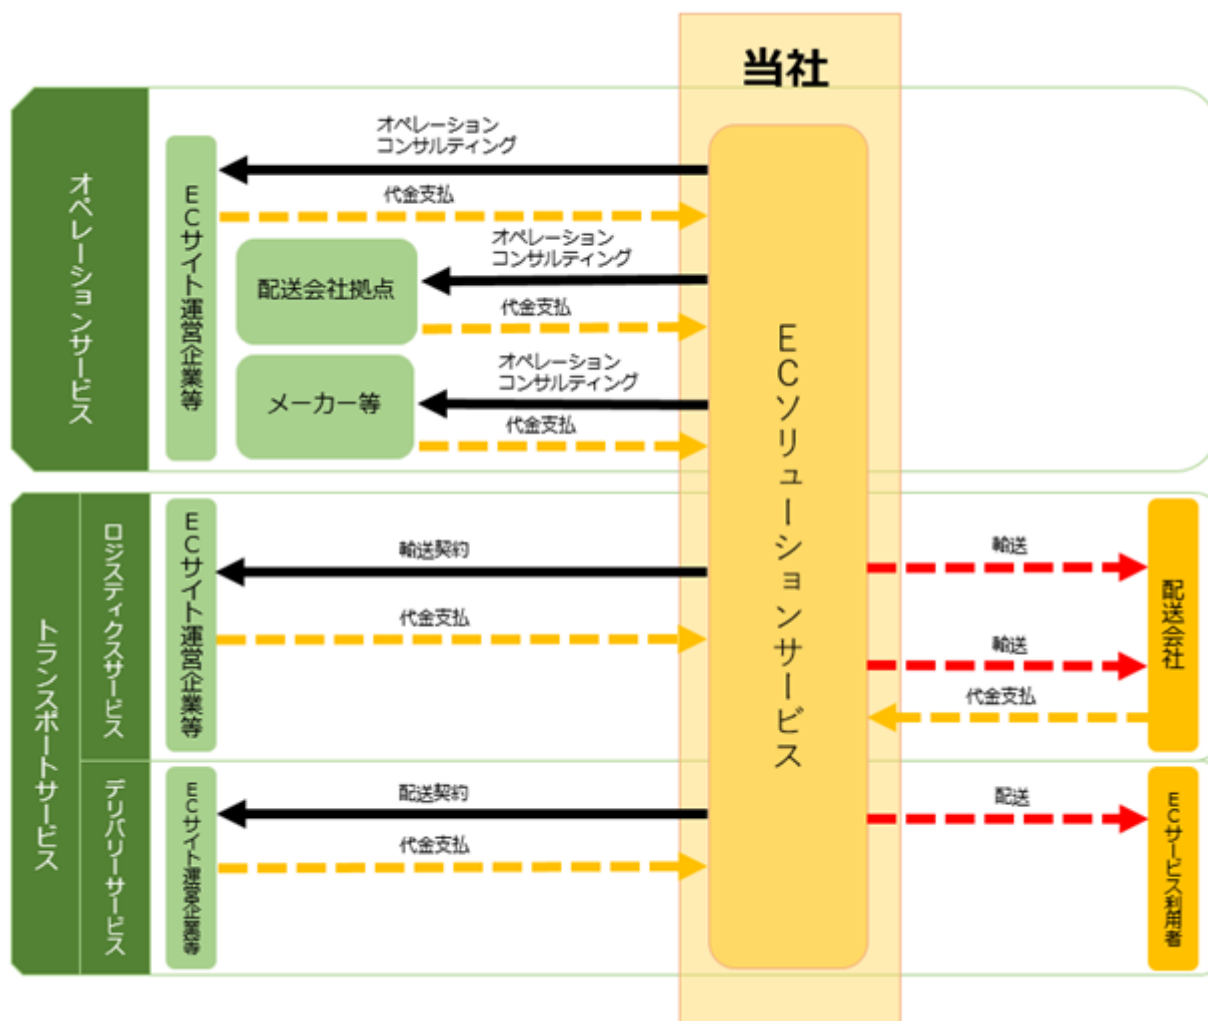 当社
オペレーションサービス
ECサイト運営企業等
オペレーション
コンサルティング
代金支払
配送会社拠点
オペレーション
コンサルティング
代金支払
メーカー等
オペレーション
コンサルティング
代金支払
ECソリューションサービス
トランスポートサービス
ロジスティクスサービス
ECサイト運営企業等
輸送契約
代金支払
輸送
輸送
代金支払
配送会社
デリバリーサービス
ECサイト運営企業等
配送契約
代金支払
配送
ECサービス利用者